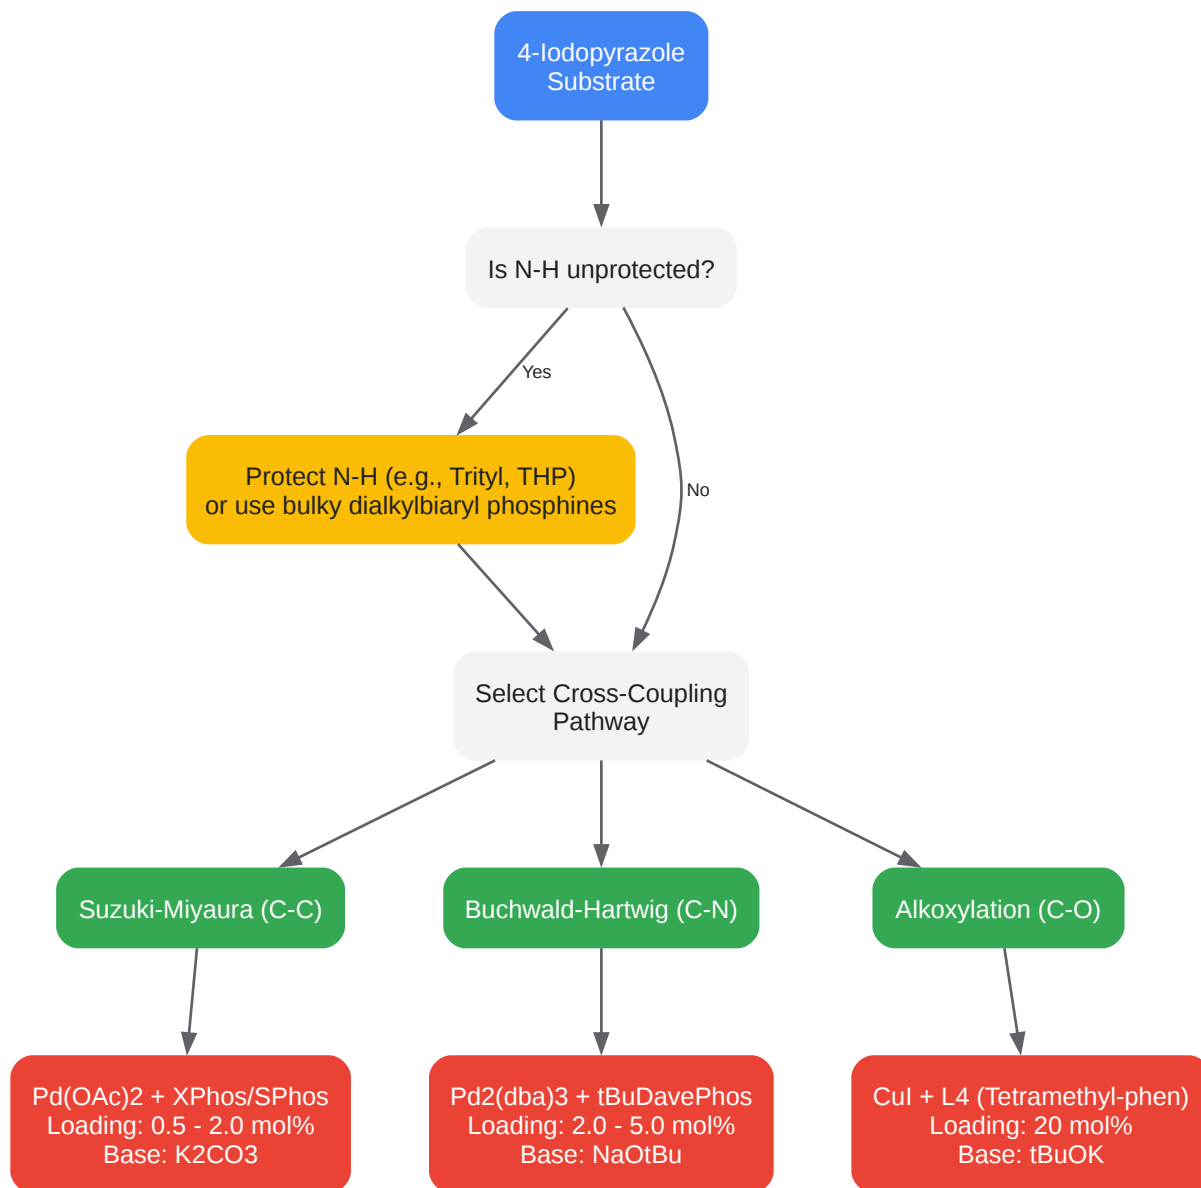 4-Iodopyrazole
Substrate
Is N-H unprotected?
Yes
Protect N-H (e.g., Trityl, THP)
or use bulky dialkylbiaryl phosphines
No
Select Cross-Coupling
Pathway
Suzuki-Miyaura (C-C)
Buchwald-Hartwig (C-N)
Alkoxylation (C-O)
Pd(OAc)2 + XPhos/SPhos
Loading: 0.5 - 2.0 mol%
Base: K2CO3
Pd2(dba)3 + tBuDavePhos
Loading: 2.0 - 5.0 mol%
Base: NaOtBu
CuI + L4 (Tetramethyl-phen)
Loading: 20 mol%
Base: tBuOK